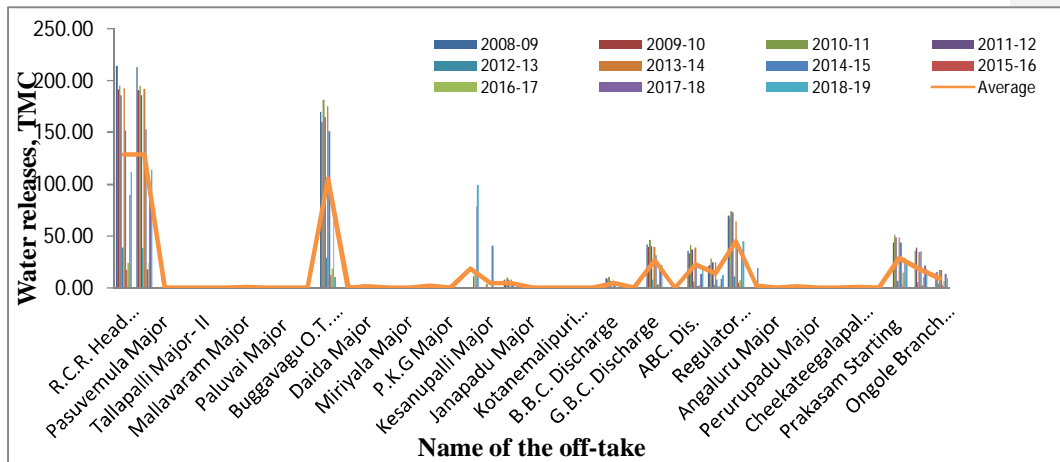 250.00
200.00
150.00
100.00
50.00
0.00
Water releases, TMC
2008-09 2009-10 2010-11 2011-12
2012-13 2013-14 2014-15 2015-16
2016-17 2017-18 2018-19 Average
R.C.R. Head...
Pasuvemula Major
Tallapalli Major- II
Mallavaram Major
Paluvai Major
Buggavagu O.T. ...
Daida Major
Miriyala Major
P.K.G Major
Kesanupalli Major
Janapadu Major
Kotanemalipuri...
B.B.C. Discharge
G.B.C. Discharge
ABC. Dis.
Regulator ...
Angaluru Major
Perurupadu Major
Cheekateegalapal...
Prakasam Starting
Ongole Branch...
Name of the off-take